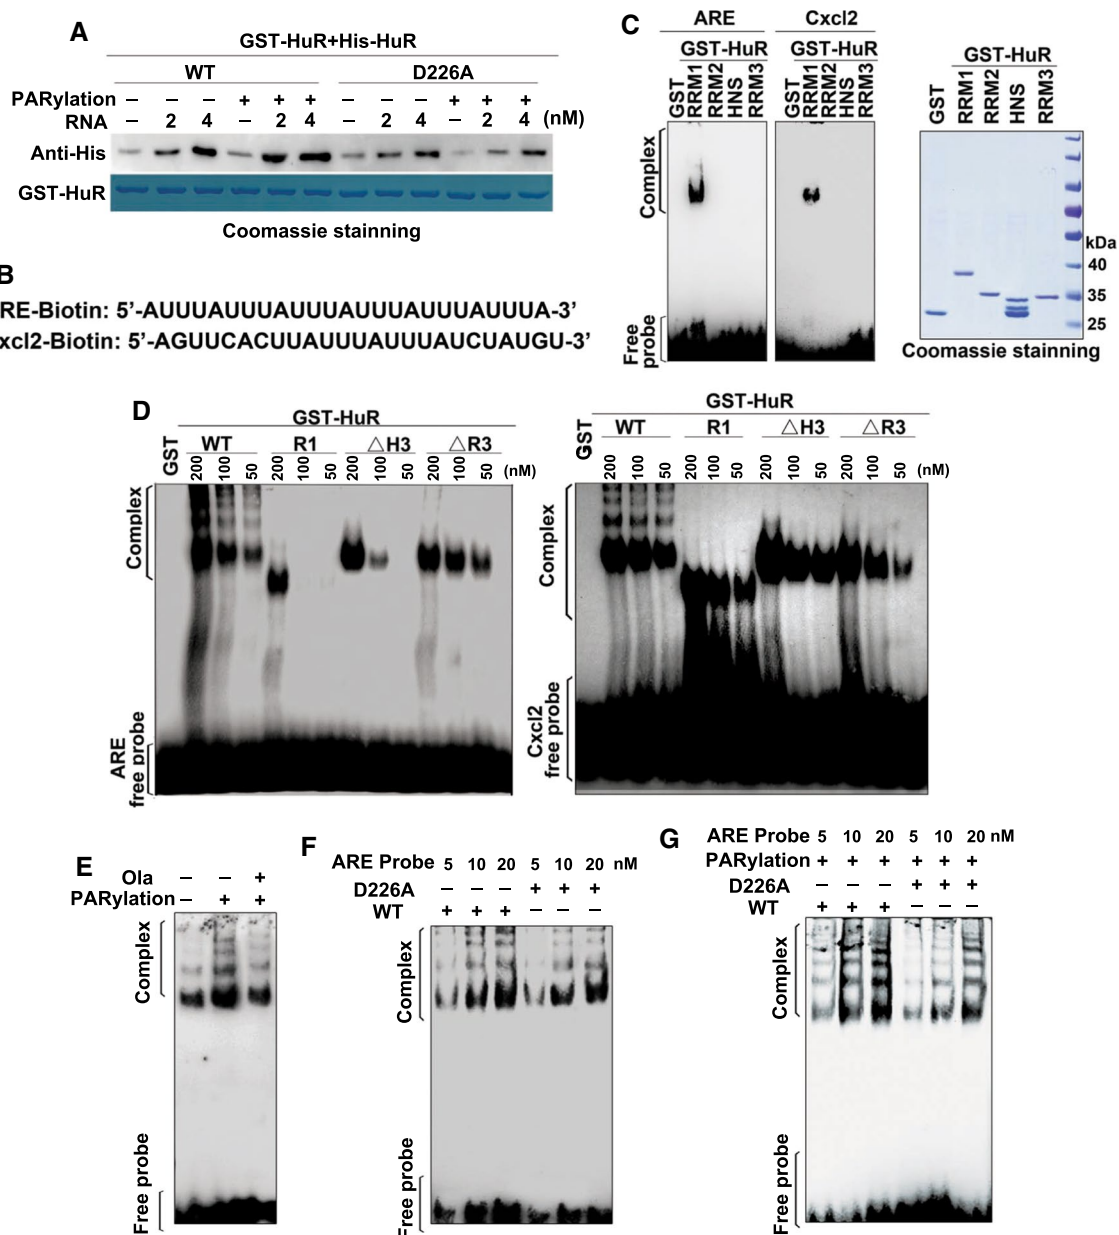 A
GST-HuR+His-HuR
WT D226A
PARylation – – – + + + – – – + + +
RNA – 2 4 – 2 4 – 2 4 – 2 4 (nM)
Anti-His
GST-HuR
Coomassie stainning
B
RE-Biotin: 5’-AUUUAUUUAUUUAUUUAUUUAUUUA-3’
xcl2-Biotin: 5’-AGUUCACUUAUUUAUUUAUCUAUGU-3’
C
ARE Cxcl2
GST-HuR GST-HuR
GST RRM1 RRM2 HNS RRM3 GST RRM1 RRM2 HNS RRM3
Complex
Free probe
GST-HuR
GST RRM1 RRM2 HNS RRM3
kDa
40
35
25
Coomassie stainning
D
GST-HuR
GST WT R1 △H3 △R3
200 100 50 200 100 50 200 100 50 200 100 50 (nM)
Complex
ARE free probe
GST-HuR
GST WT R1 △H3 △R3
200 100 50 200 100 50 200 100 50 200 100 50 (nM)
Complex
Cxcl2 free probe
E
Ola – – +
PARylation – + +
Complex
Free probe
F
ARE Probe 5 10 20 5 10 20 nM
D226A – – – + + +
WT + + + – – –
Complex
Free probe
G
ARE Probe 5 10 20 5 10 20 nM
PARylation + + + + + +
D226A – – – + + +
WT + + + – – –
Complex
Free probe